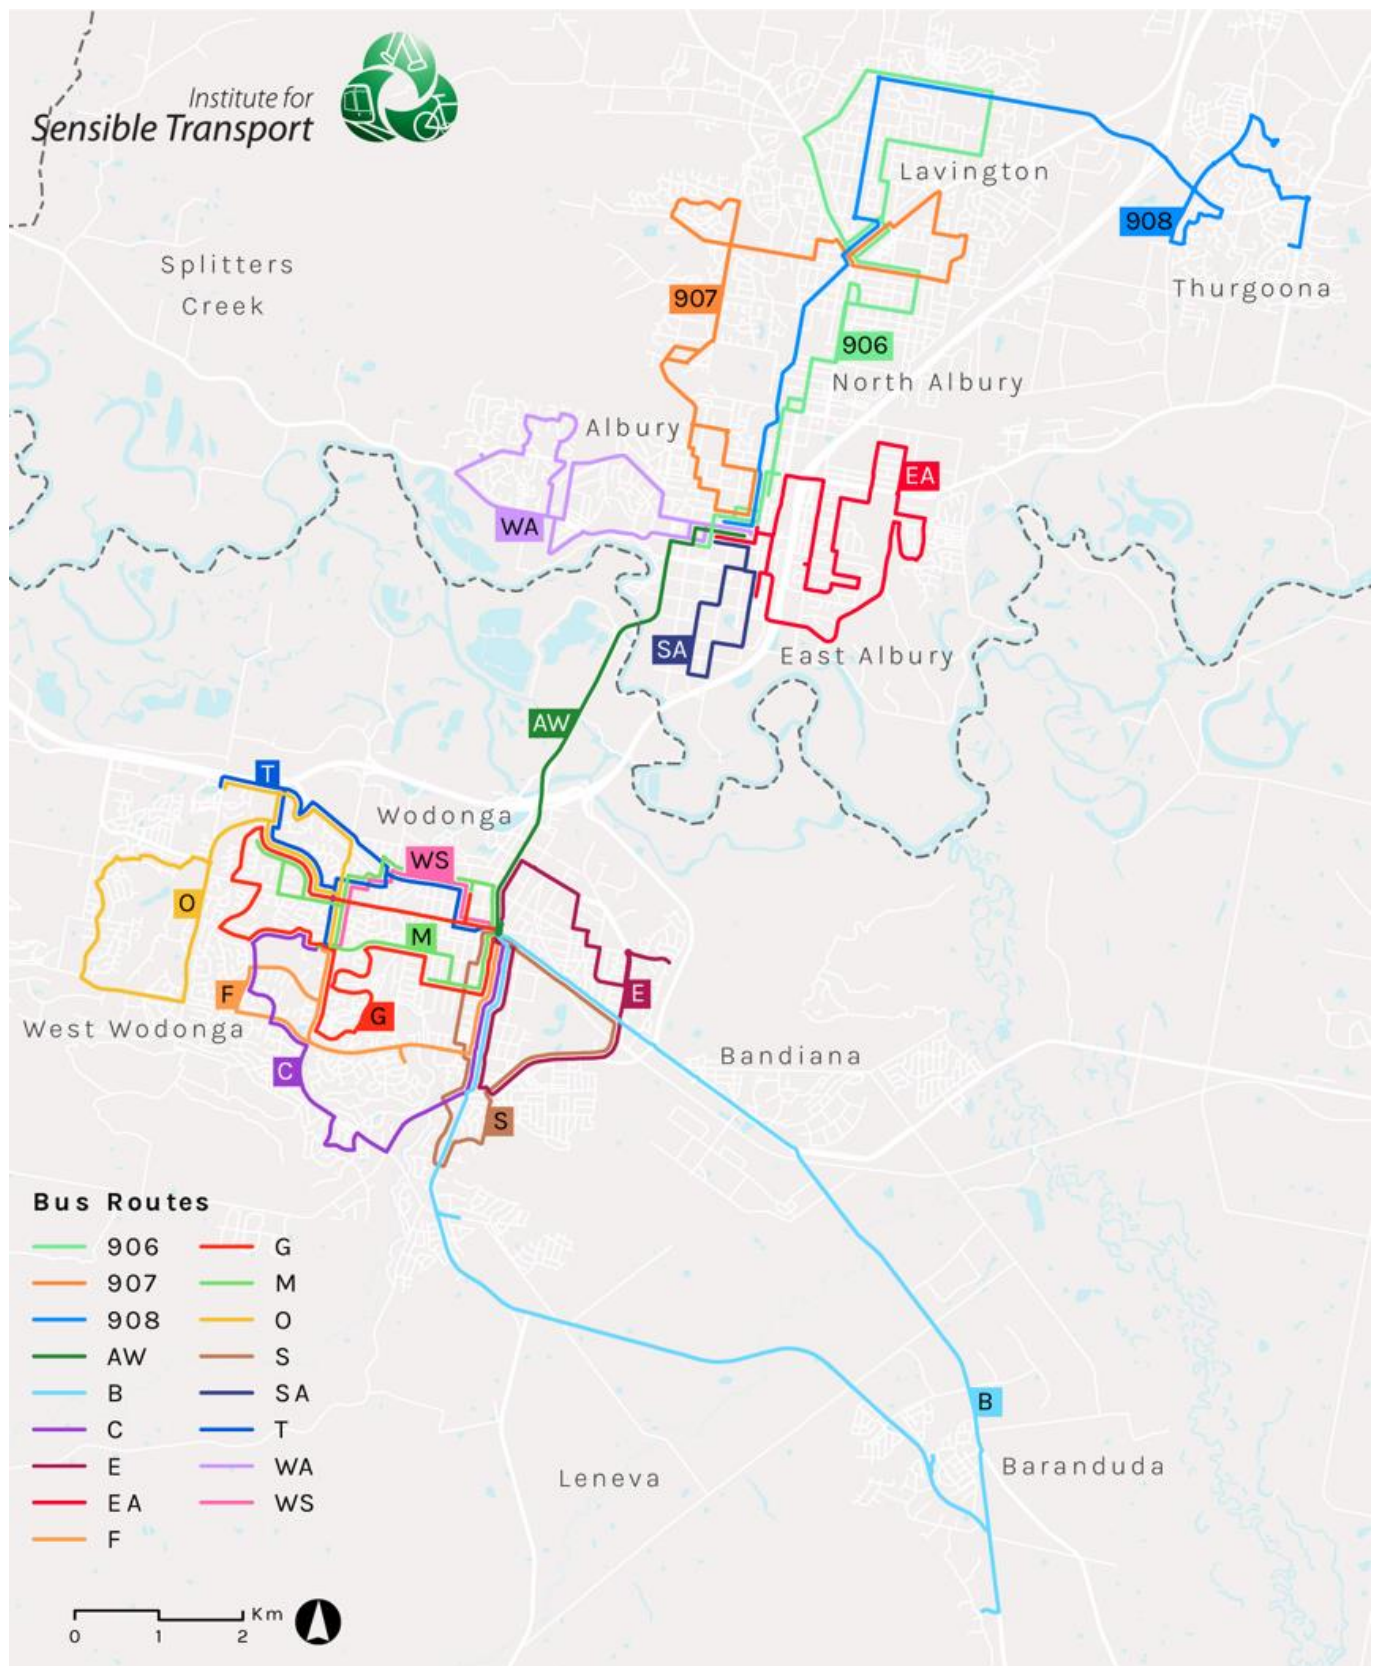 Institute for
Sensible Transport
Lavington
908
Splitters
Creek
Thurgoona
907
906
North Albury
Albury
EA
WA
SA
East Albury
AW
T
Wodonga
WS
O
M
E
F
G
West Wodonga
Bandiana
C
S
Bus Routes
906 G
907 M
908 O
AW S
B SA
C T
E WA
EA WS
F
B
Baranduda
Leneva
Km
0 1 2